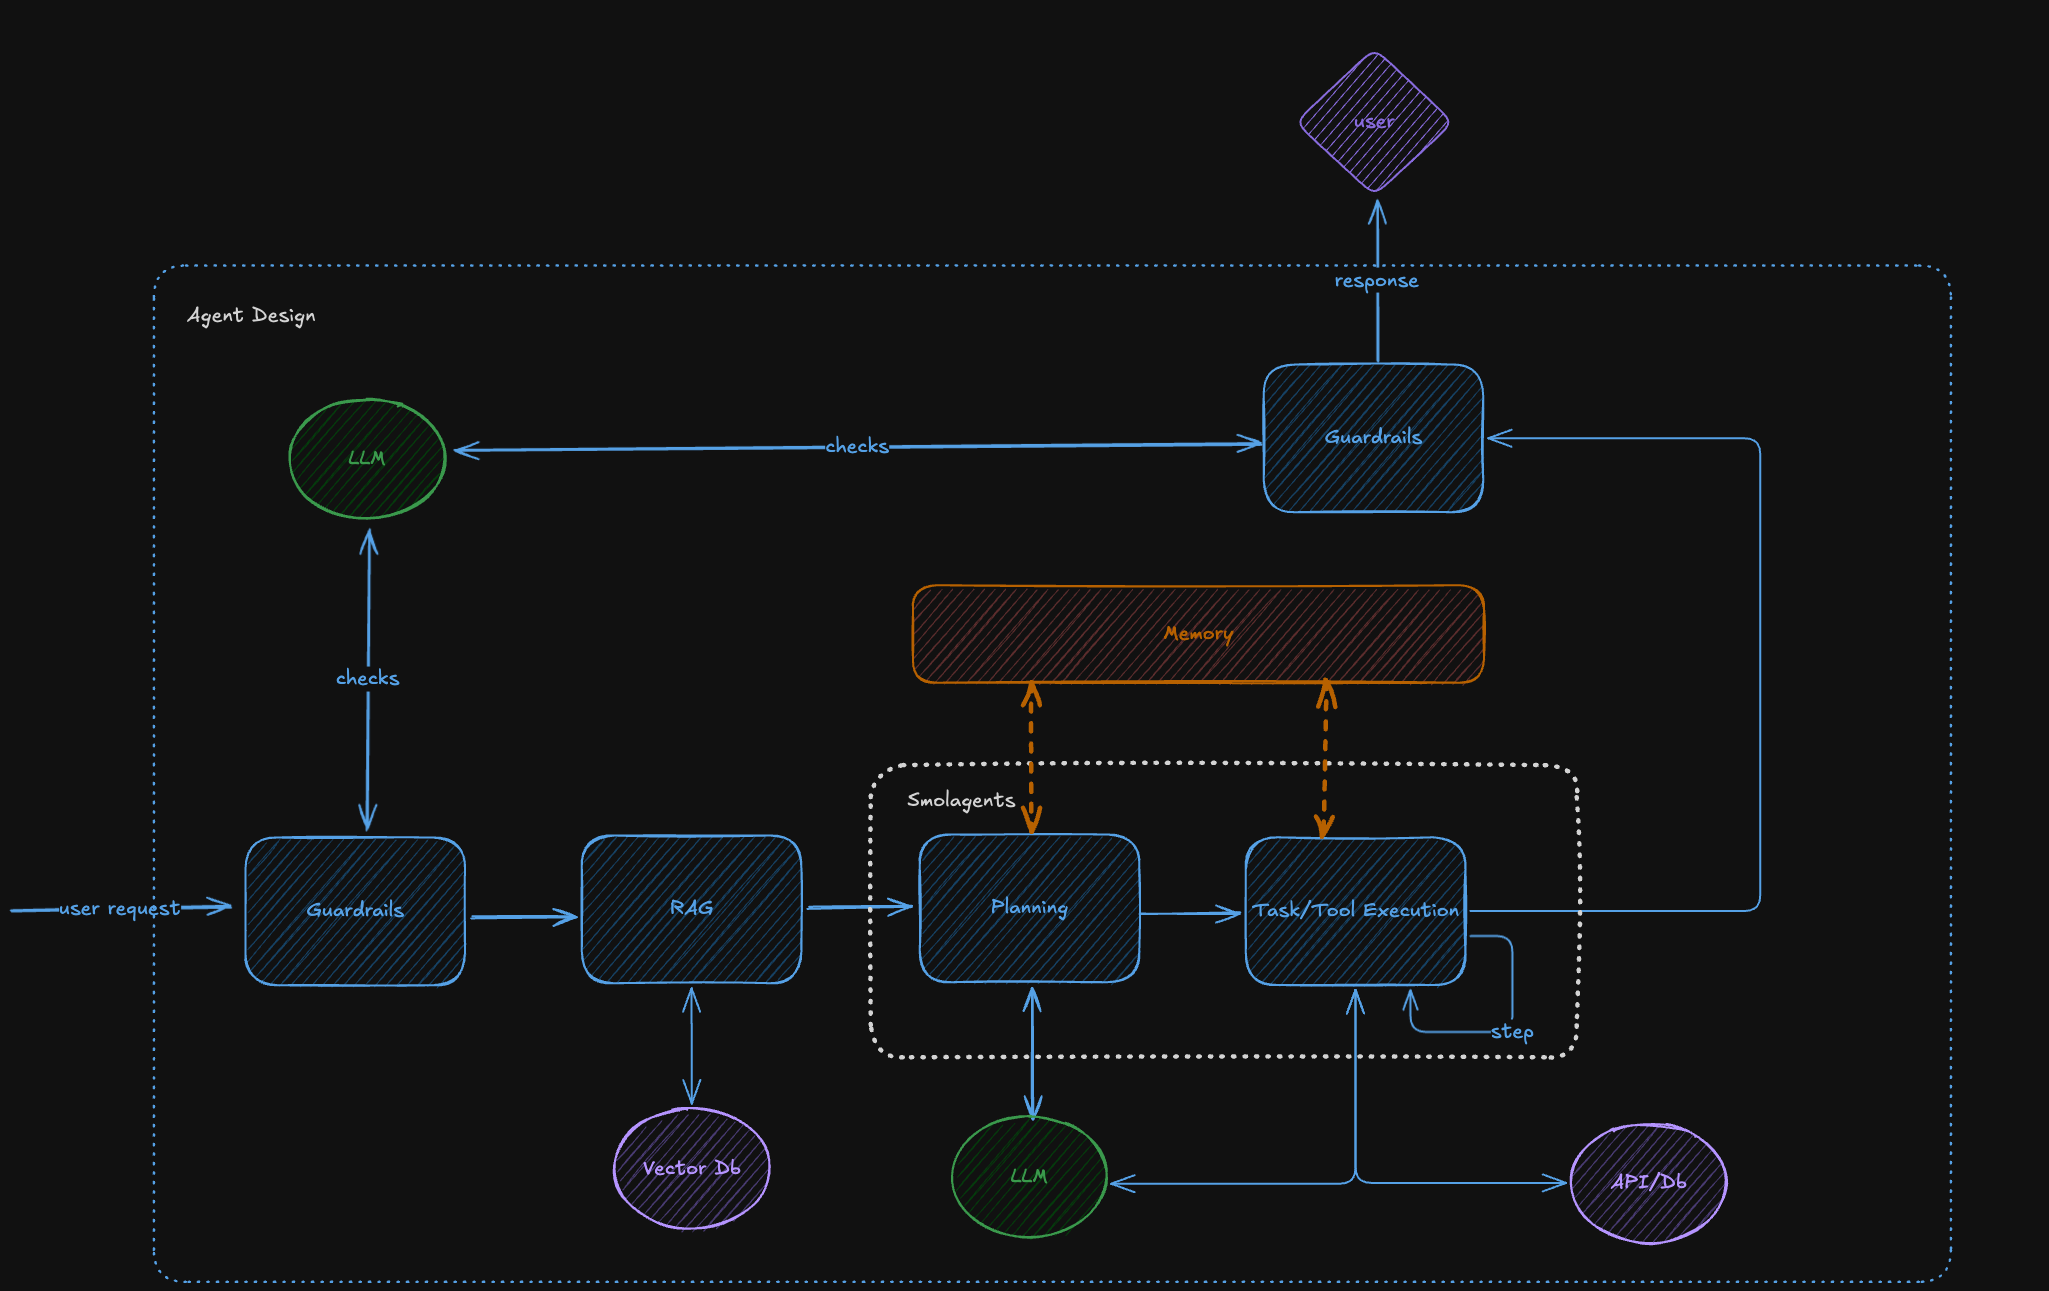 user
response
Agent Design
LLM
checks
Guardrails
Memory
checks
Smolagents
user request
Guardrails
RAG
Planning
Task/Tool Execution
step
Vector Db
LLM
API/Db